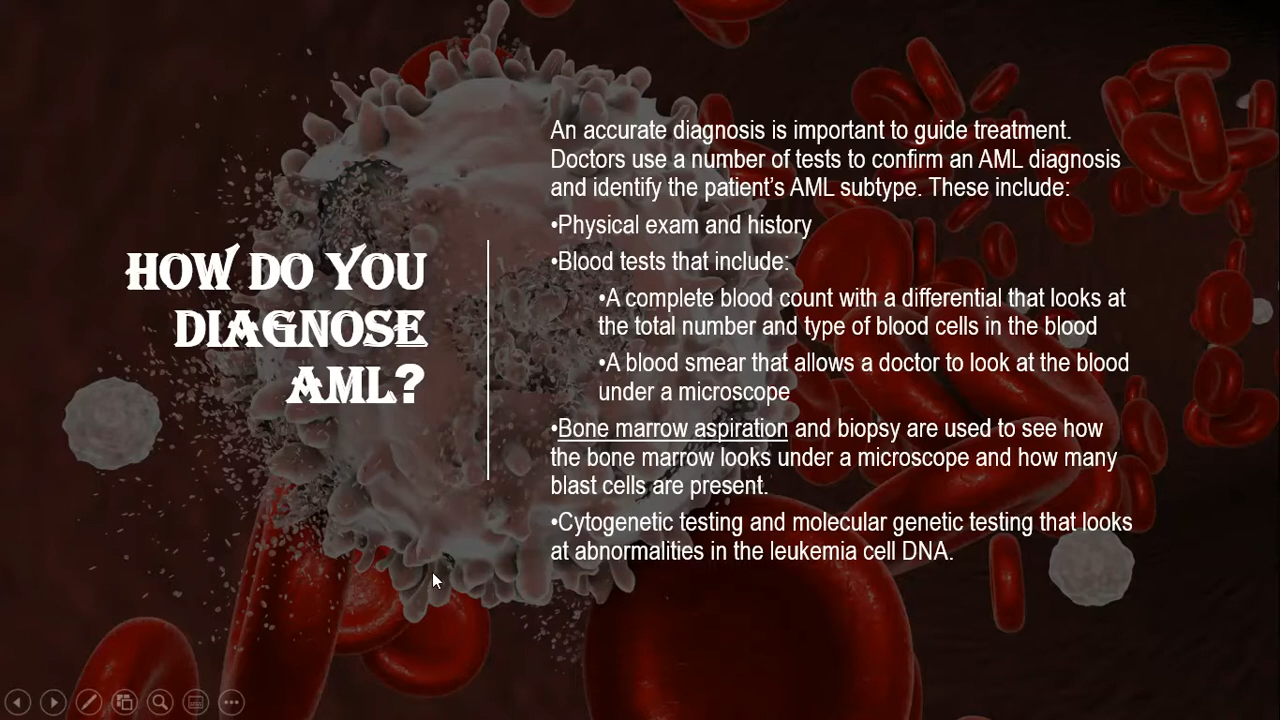 HOW DO YOU
DIAGNOSE
AML?
An accurate diagnosis is important to guide treatment.
Doctors use a number of tests to confirm an AML diagnosis
and identify the patient’s AML subtype. These include:
•Physical exam and history
•Blood tests that include:
•A complete blood count with a differential that looks at
the total number and type of blood cells in the blood
•A blood smear that allows a doctor to look at the blood
under a microscope
•Bone marrow aspiration and biopsy are used to see how
the bone marrow looks under a microscope and how many
blast cells are present.
•Cytogenetic testing and molecular genetic testing that looks
at abnormalities in the leukemia cell DNA.